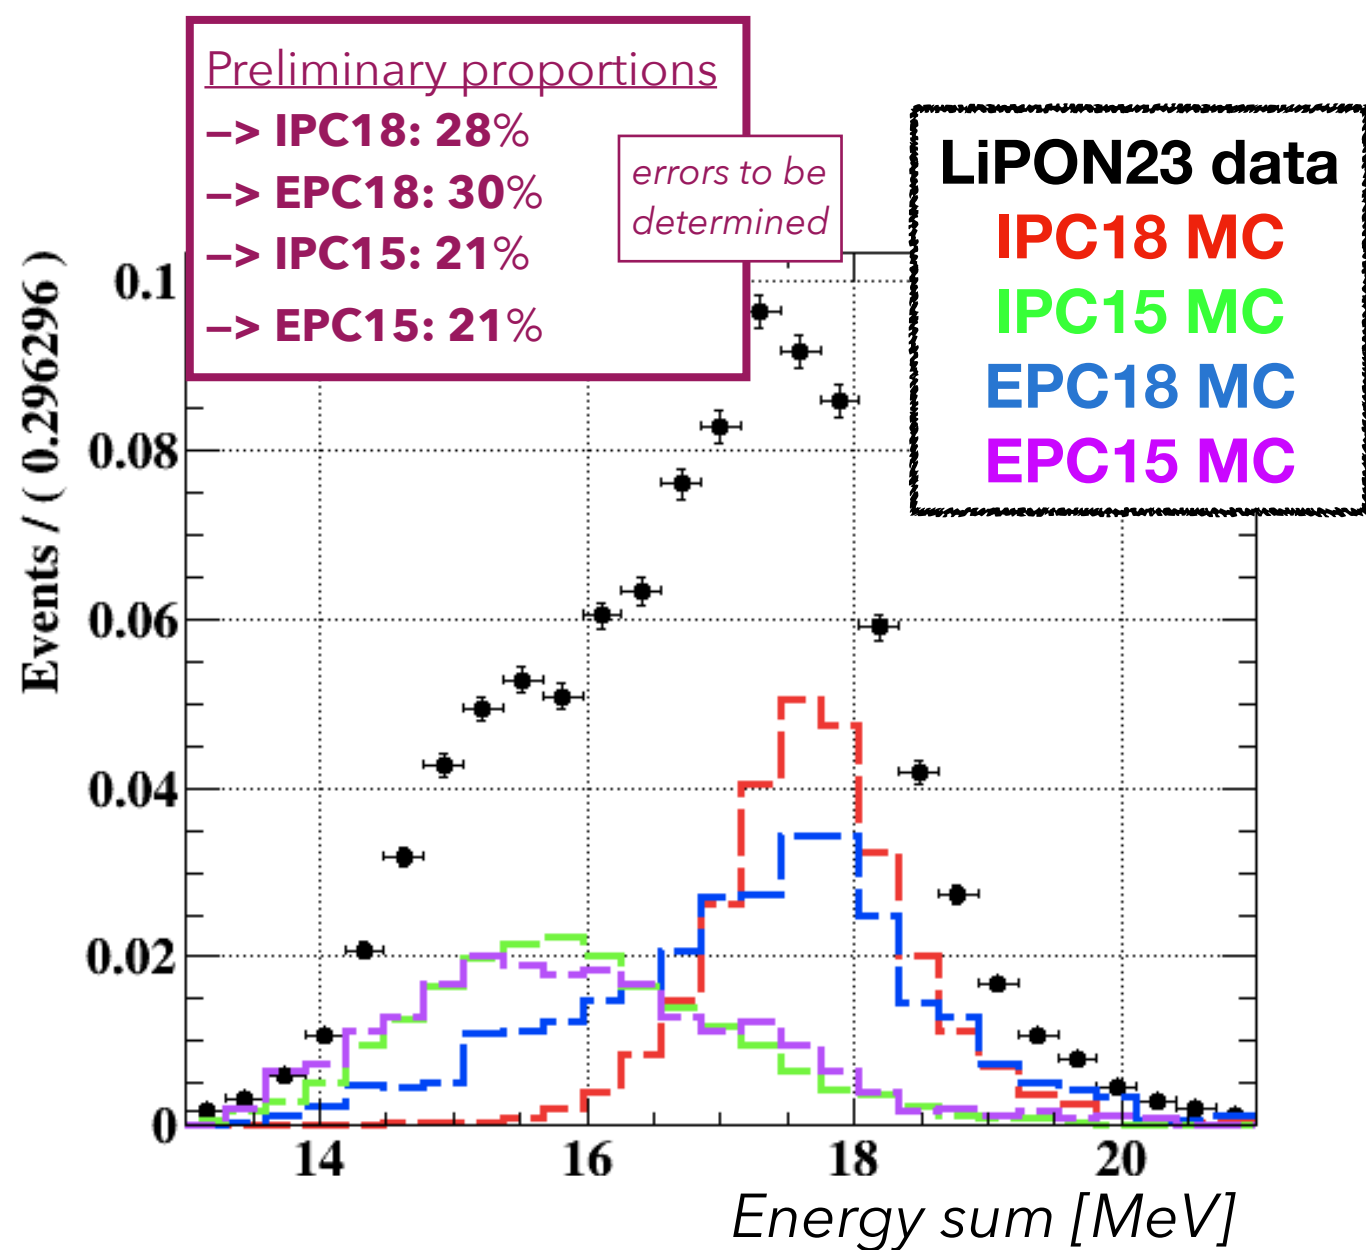 Preliminary proportions
–> IPC18: 28%
–> EPC18: 30%
–> IPC15: 21%
–> EPC15: 21%
errors to be
determined
LiPON23 data
IPC18 MC
IPC15 MC
EPC18 MC
EPC15 MC
Events / ( 0.296296 )
0.1
0.08
0.06
0.04
0.02
0
14 16 18 20
Energy sum [MeV]